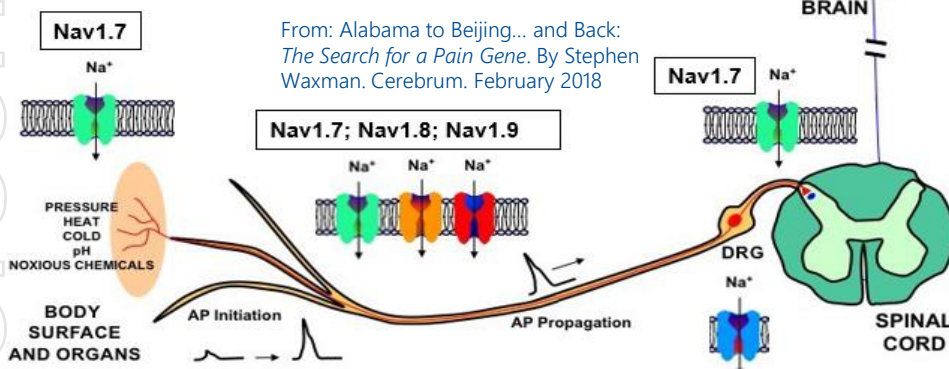 BRAIN
Nav1.7
Na+
From: Alabama to Beijing... and Back:
The Search for a Pain Gene. By Stephen
Waxman. Cerebrum. February 2018
Nav1.7
Na+
Nav1.7; Nav1.8; Nav1.9
Na+
Na+
Na+
PRESSURE
HEAT
COLD
pH
NOXIOUS CHEMICALS
DRG
Na+
BODY
SURFACE
AND ORGANS
AP Initiation
AP Propagation
SPINAL
CORD